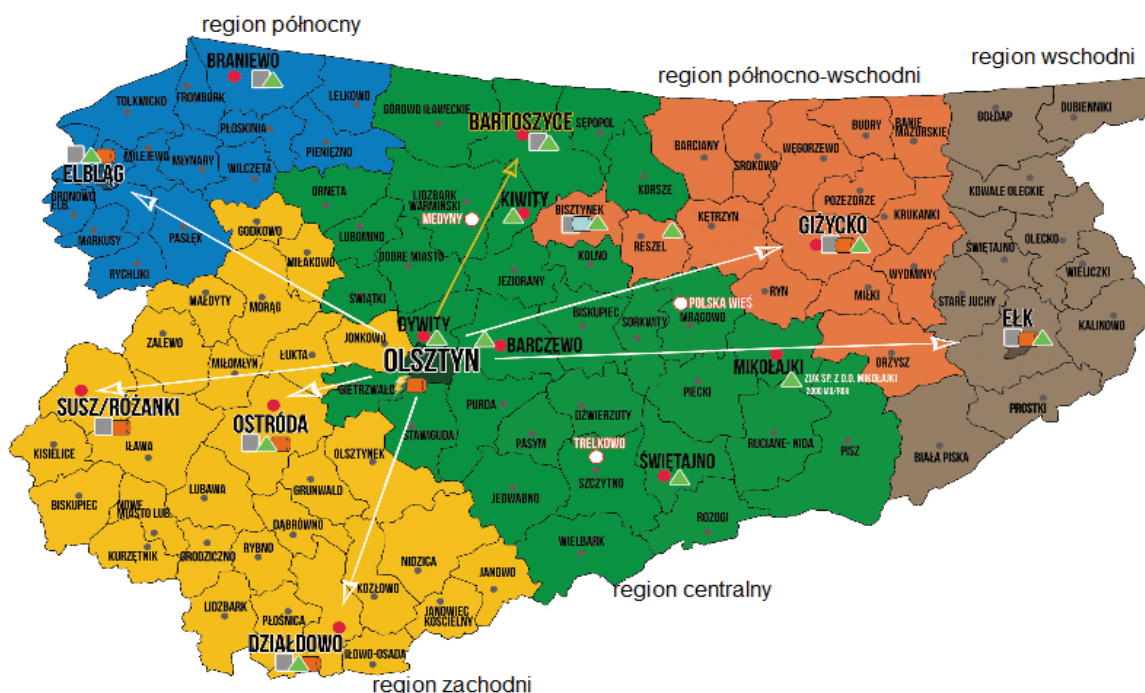 region północny
region wschodni
region północno-wschodni
BRANIEWO
TOLKMICKO
FROMBORK
LELKOWO
PŁOSKINIA
MILEJEWO
MŁYNARY
WILCZĘTA
PIENIĘŻNO
ELBLĄG
GRONOWO
ELB.
MARKUSY
PASŁĘK
RYCHLIKI
GÓROWO IŁAWECKIE
BARTOSZYCE
SĘPOPOL
ORNETA
LIDZBARK
WARMIŃSKI
MEDYNY
KIWITY
BISZTYNEK
KORSZE
RESZEL
LUBOMINO
DOBRE MIASTO
KOLNO
JEZIORANY
ŚWIĄTKI
BARCIANY
SROKOWO
WĘGORZEWO
BUDRY
BANIE
MAZURSKIE
POZEZDRZE
KRUKANKI
KĘTRZYN
GIŻYCKO
WYDMINY
RYN
MIŁKI
ORZYSZ
GOŁDAP
DUBIENNIKI
KOWALE OLECKIE
ŚWIĘTAJNO
OLECKO
WIELICZKI
STARE JUCHY
EŁK
KALINOWO
PROSTKI
BIAŁA PISKA
GODKOWO
MIŁAKOWO
MAŁDYTY
MORĄG
ZALEWO
MIŁOMŁYN
ŁUKTA
JONKOWO
DYWITY
OLSZTYN
BARCZEWO
BISKUPIEC
SORKWITY
MRĄGOWO
POLSKA WIEŚ
MIKOŁAJKI
ZUK SP. Z O.O. MIKOŁAJKI
GIETRZWAŁD
SUSZ/RÓŻANKI
OSTRÓDA
STAWIGUDA
PURDA
DŹWIERZUTY
PIECKI
PASYM
TRELKOWO
RUCIANE- NIDA
PISZ
KISIELICE
IŁAWA
OLSZTYNEK
BISKUPIEC
NOWE
MIASTO LUB.
LUBAWA
GRUNWALD
JEDWABNO
SZCZYTNO
ŚWIĘTAJNO
ROZOGI
DĄBRÓWNO
KURZĘTNIK
GRODZICZNO
RYBNO
NIDZICA
WIELBARK
JANOWO
KOZŁOWO
region centralny
LIDZBARK
PŁOŚNICA
JANOWIEC
KOŚCIELNY
DZIAŁDOWO
IŁOWO-OSADA
region zachodni